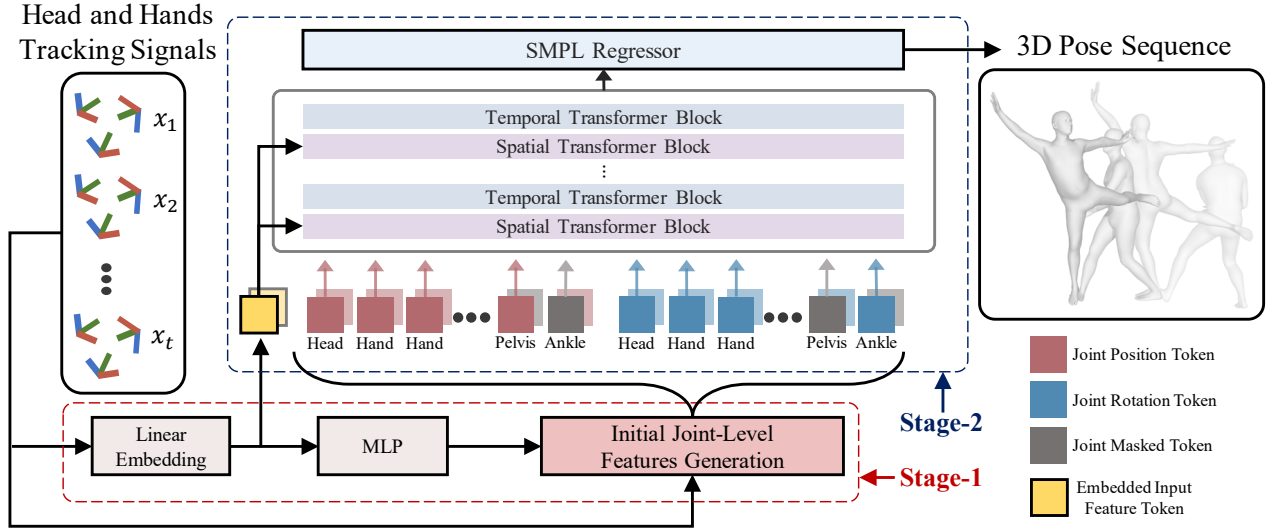 Head and Hands
Tracking Signals
x₁
x₂
xₜ
SMPL Regressor
3D Pose Sequence
Temporal Transformer Block
Spatial Transformer Block
⋮
Temporal Transformer Block
Spatial Transformer Block
Head Hand Hand Pelvis Ankle Head Hand Hand Pelvis Ankle
Joint Position Token
Joint Rotation Token
Joint Masked Token
Embedded Input
Feature Token
Stage-2
Linear
Embedding
MLP
Initial Joint-Level
Features Generation
Stage-1